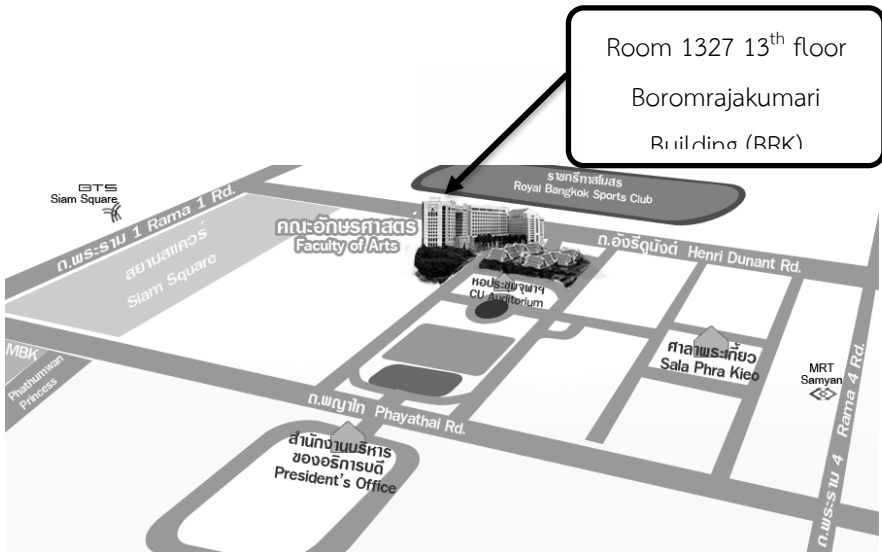 Room 1327 13th floor
Boromrajakumari
Building (BRK)
ราชกรีฑาสโมสร
Royal Bangkok Sports Club
BTS
Siam Square
ถ.พระราม 1 Rama 1 Rd.
สยามสแควร์
Siam Square
คณะอักษรศาสตร์
Faculty of Arts
ถ.อังรีดูนังต์ Henri Dunant Rd.
หอประชุมจุฬาฯ
CU Auditorium
ศาลาพระเกี้ยว
Sala Phra Kieo
MRT
Samyan
MBK
Phathumwan
Princess
ถ.พญาไท Phayathai Rd.
สำนักงานบริหาร
ของอธิการบดี
President's Office
ถ.พระราม 4 Rama 4 Rd.